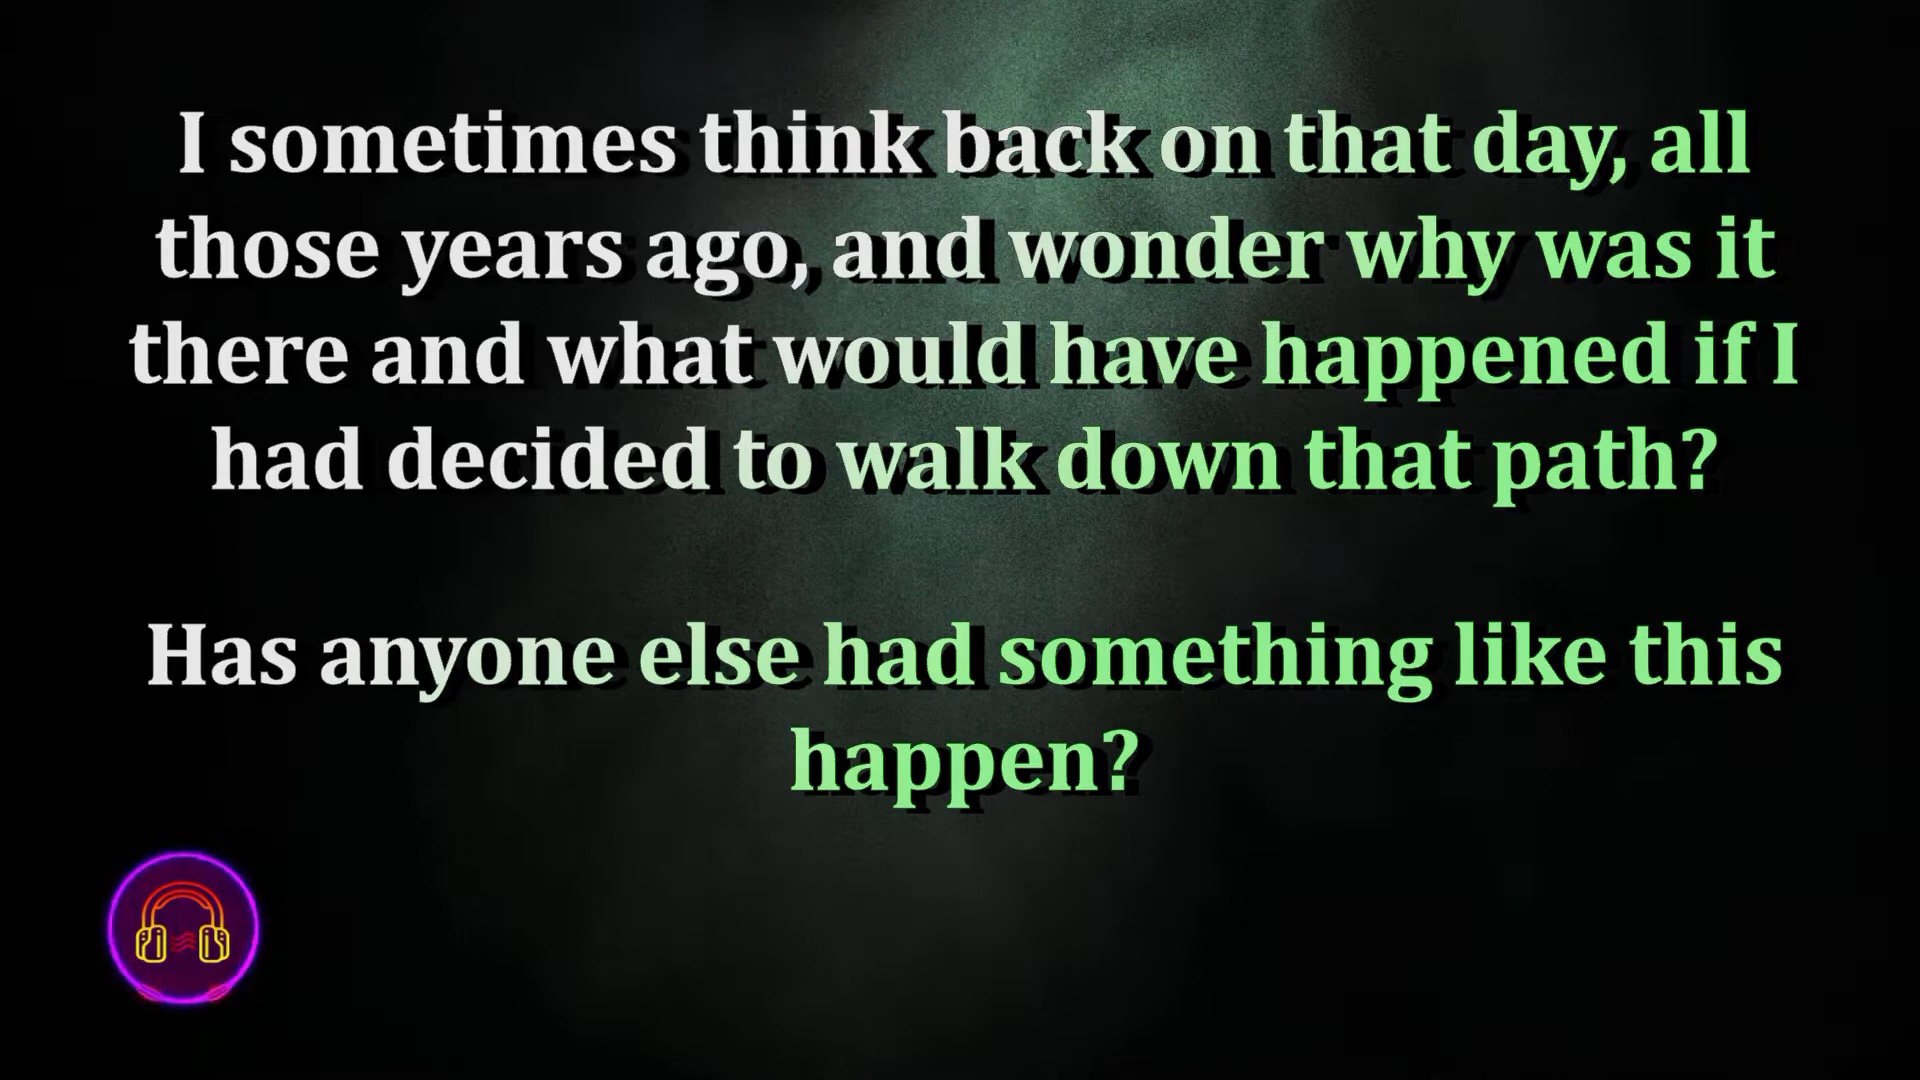 I sometimes think back on that day, all
those years ago, and wonder why was it
there and what would have happened if I
had decided to walk down that path?
Has anyone else had something like this
happen?